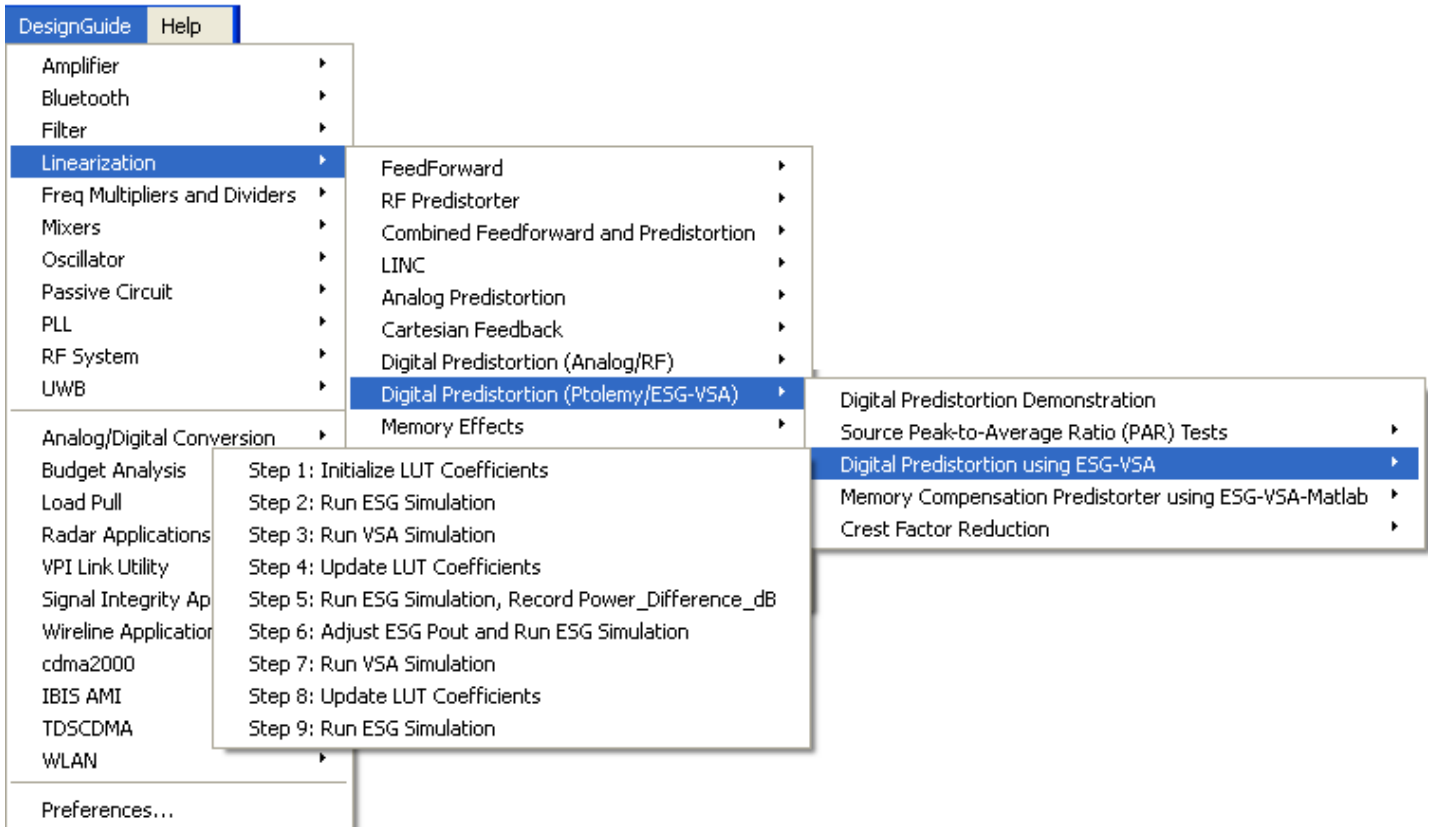 DesignGuide Help
Amplifier
Bluetooth
Filter
Linearization
Freq Multipliers and Dividers
Mixers
Oscillator
Passive Circuit
PLL
RF System
UWB
Analog/Digital Conversion
Budget Analysis
Load Pull
Radar Applications
VPI Link Utility
Signal Integrity Ap
Wireline Application
cdma2000
IBIS AMI
TDSCDMA
WLAN
Preferences...
FeedForward
RF Predistorter
Combined Feedforward and Predistortion
LINC
Analog Predistortion
Cartesian Feedback
Digital Predistortion (Analog/RF)
Digital Predistortion (Ptolemy/ESG-VSA)
Memory Effects
Digital Predistortion Demonstration
Source Peak-to-Average Ratio (PAR) Tests
Digital Predistortion using ESG-VSA
Memory Compensation Predistorter using ESG-VSA-Matlab
Crest Factor Reduction
Step 1: Initialize LUT Coefficients
Step 2: Run ESG Simulation
Step 3: Run VSA Simulation
Step 4: Update LUT Coefficients
Step 5: Run ESG Simulation, Record Power_Difference_dB
Step 6: Adjust ESG Pout and Run ESG Simulation
Step 7: Run VSA Simulation
Step 8: Update LUT Coefficients
Step 9: Run ESG Simulation